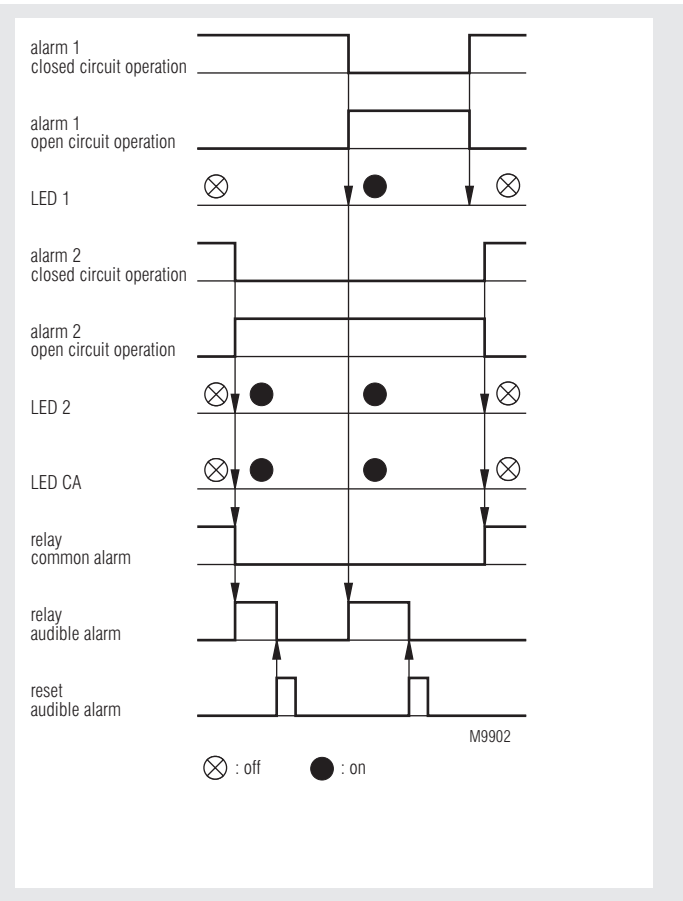 alarm 1
closed circuit operation
alarm 1
open circuit operation
LED 1
alarm 2
closed circuit operation
alarm 2
open circuit operation
LED 2
LED CA
relay
common alarm
relay
audible alarm
reset
audible alarm
M9902
: off : on